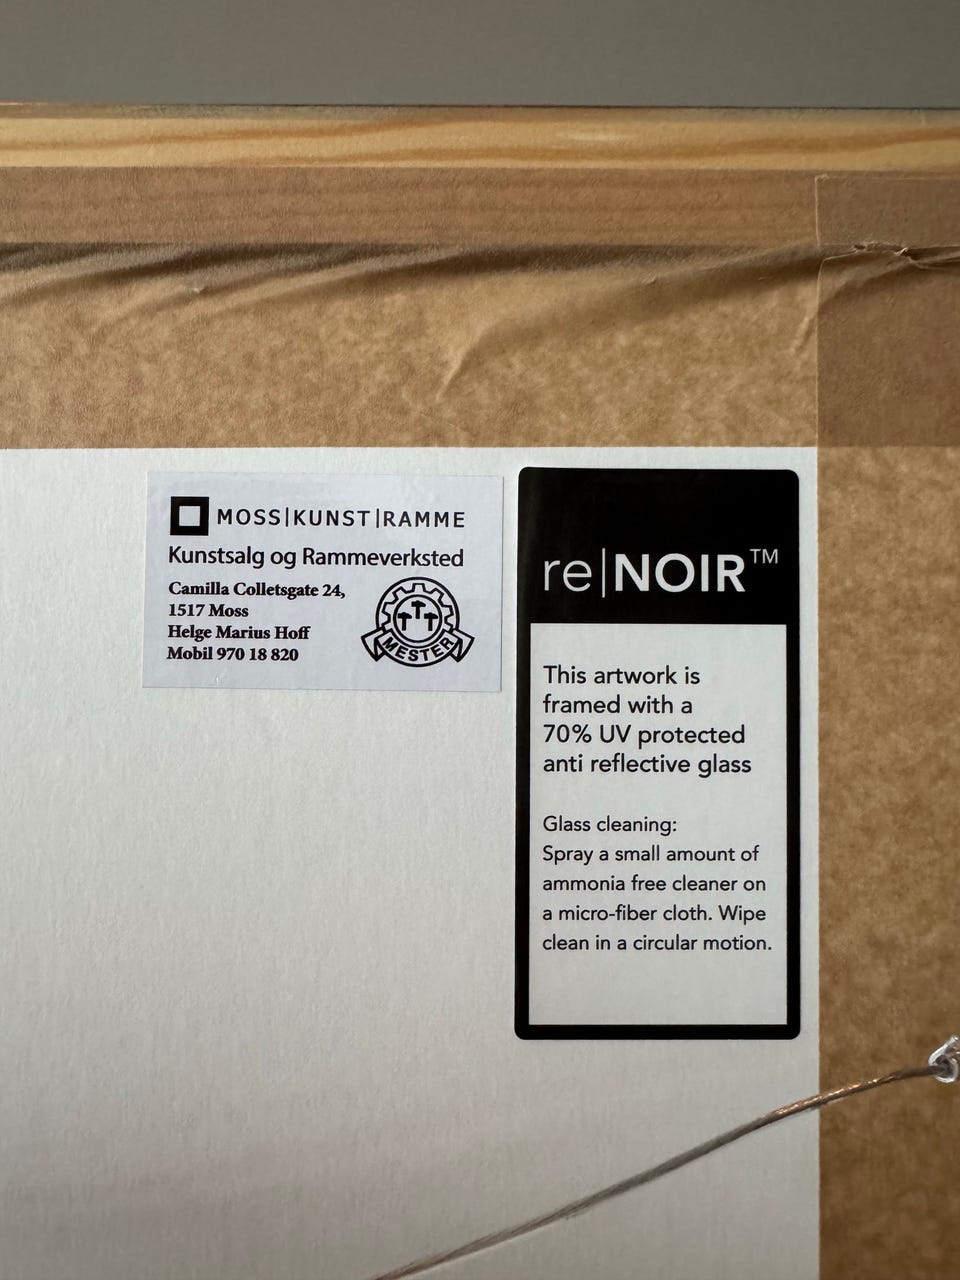 MOSS|KUNST|RAMME
Kunstsalg og Rammeverksted
Camilla Colletsgate 24,
1517 Moss
Helge Marius Hoff
Mobil 970 18 820
MESTER
re|NOIR™
This artwork is
framed with a
70% UV protected
anti reflective glass
Glass cleaning:
Spray a small amount of
ammonia free cleaner on
a micro-fiber cloth. Wipe
clean in a circular motion.